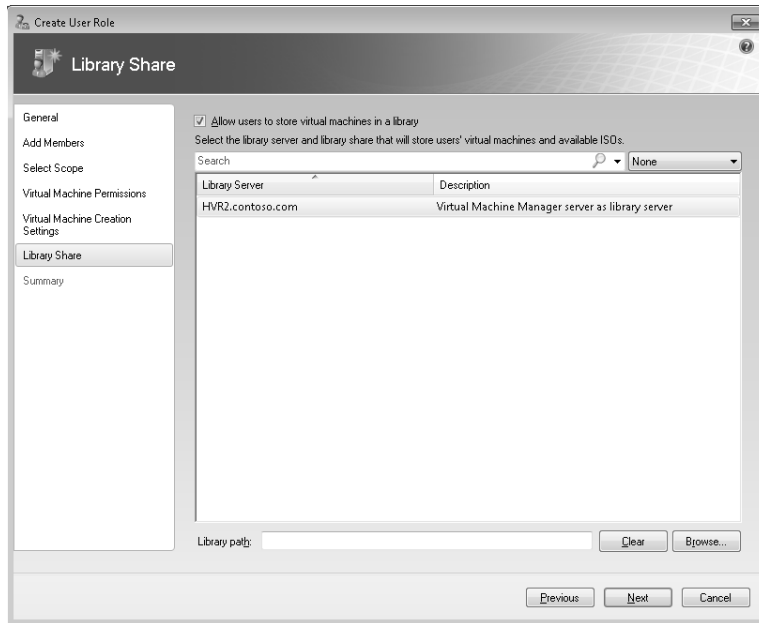 Create User Role
Library Share
General
Add Members
Select Scope
Virtual Machine Permissions
Virtual Machine Creation
Settings
Library Share
Summary
Allow users to store virtual machines in a library
Select the library server and library share that will store users' virtual machines and available ISOs.
Search
None
Library Server
Description
HVR2.contoso.com
Virtual Machine Manager server as library server
Library path:
Clear
Browse...
Previous
Next
Cancel